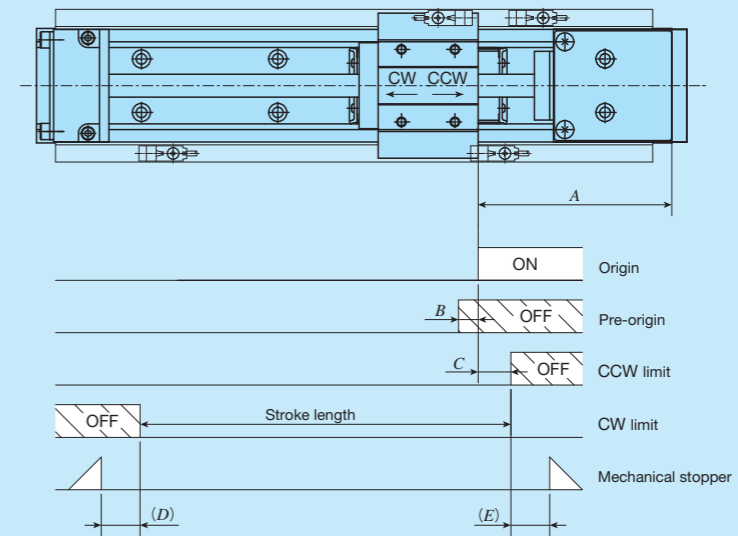 CW CCW
A
ON Origin
B OFF Pre-origin
C OFF CCW limit
OFF Stroke length CW limit
Mechanical stopper
(D) (E)